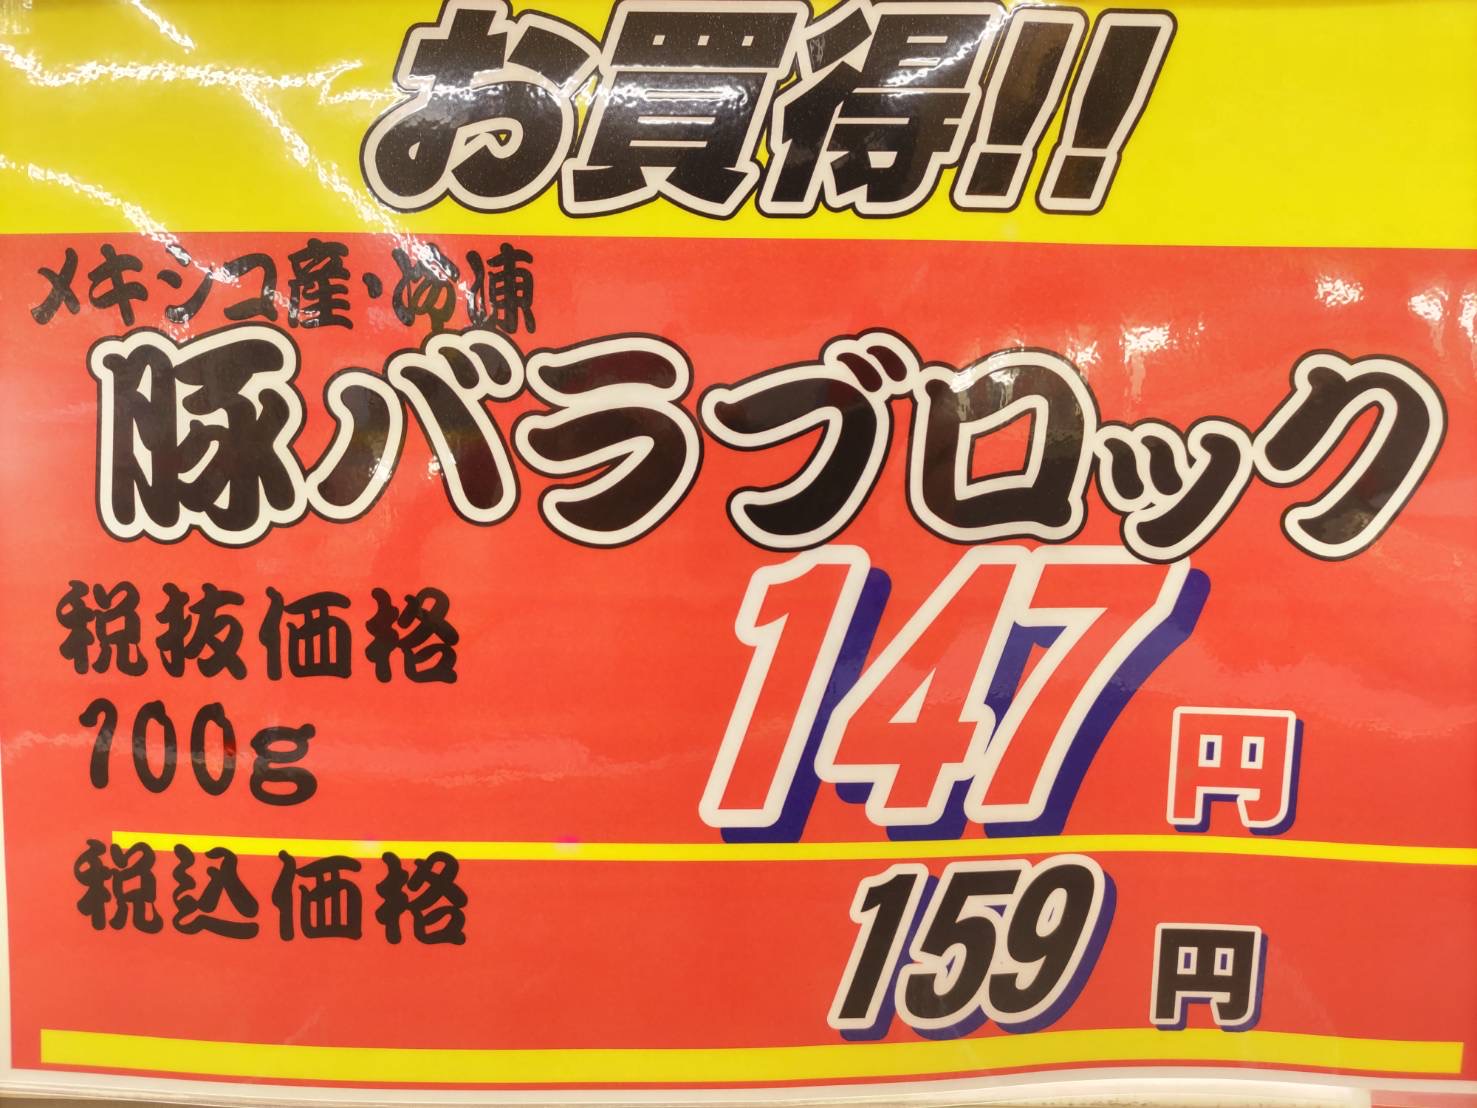 お買得!!
メキシコ産・冷凍
豚バラブロック
税抜価格
100g
147円
税込価格
159円